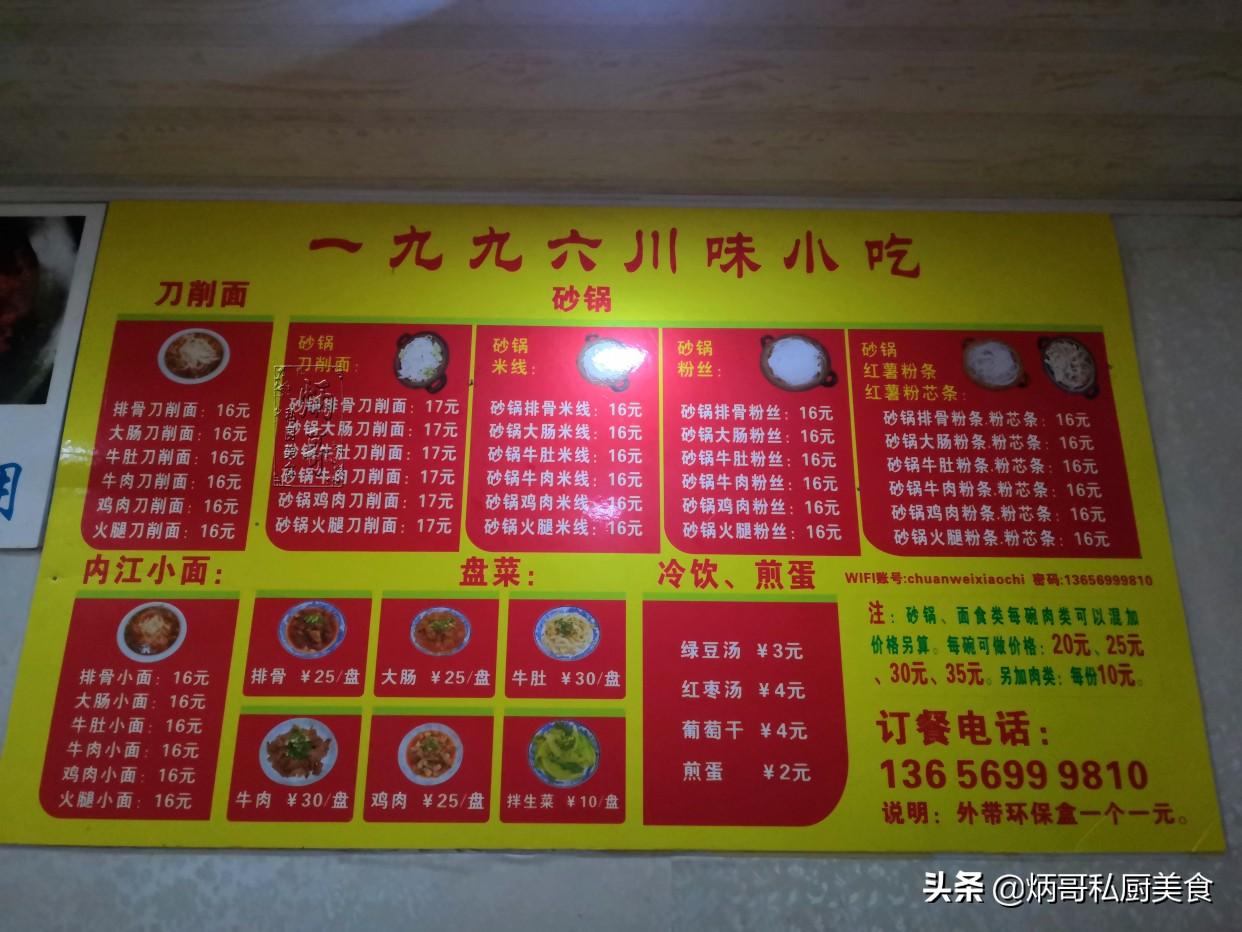 一九九六川味小吃
刀削面
排骨刀削面：16元
大肠刀削面：16元
牛肚刀削面：16元
牛肉刀削面：16元
鸡肉刀削面：16元
火腿刀削面：16元
砂锅
砂锅
刀削面：
砂锅排骨刀削面：17元
砂锅大肠刀削面：17元
砂锅牛肚刀削面：17元
砂锅牛肉刀削面：17元
砂锅鸡肉刀削面：17元
砂锅火腿刀削面：17元
砂锅
米线：
砂锅排骨米线：16元
砂锅大肠米线：16元
砂锅牛肚米线：16元
砂锅牛肉米线：16元
砂锅鸡肉米线：16元
砂锅火腿米线：16元
砂锅
粉丝：
砂锅排骨粉丝：16元
砂锅大肠粉丝：16元
砂锅牛肚粉丝：16元
砂锅牛肉粉丝：16元
砂锅鸡肉粉丝：16元
砂锅火腿粉丝：16元
砂锅
红薯粉条
红薯粉芯条：
砂锅排骨粉条.粉芯条：16元
砂锅大肠粉条.粉芯条：16元
砂锅牛肚粉条.粉芯条：16元
砂锅牛肉粉条.粉芯条：16元
砂锅鸡肉粉条.粉芯条：16元
砂锅火腿粉条.粉芯条：16元
内江小面：
排骨小面：16元
大肠小面：16元
牛肚小面：16元
牛肉小面：16元
鸡肉小面：16元
火腿小面：16元
盘菜：
排骨 ￥25/盘
大肠 ￥25/盘
牛肚 ￥30/盘
牛肉 ￥30/盘
鸡肉 ￥25/盘
拌生菜 ￥10/盘
冷饮、煎蛋
绿豆汤 ￥3元
红枣汤 ￥4元
葡萄干 ￥4元
煎蛋 ￥2元
WIFI账号:chuanweixiaochi 密码:13656999810
注：砂锅、面食类每碗肉类可以混加
价格另算。每碗可做价格：20元、25元
、30元、35元。另加肉类：每份10元。
订餐电话：
136 5699 9810
说明：外带环保盒一个一元。
头条 @炳哥私厨美食